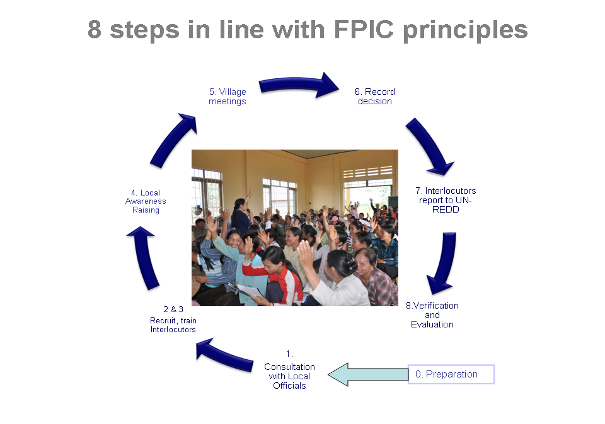 8 steps in line with FPIC principles
5. Village
meetings
6. Record
decision
4. Local
Awareness
Raising
7. Interlocutors
report to UN-
REDD
2 & 3
Recruit, train
Interlocutors
8.Verification
and
Evaluation
1.
Consultation
with Local
Officials
0. Preparation